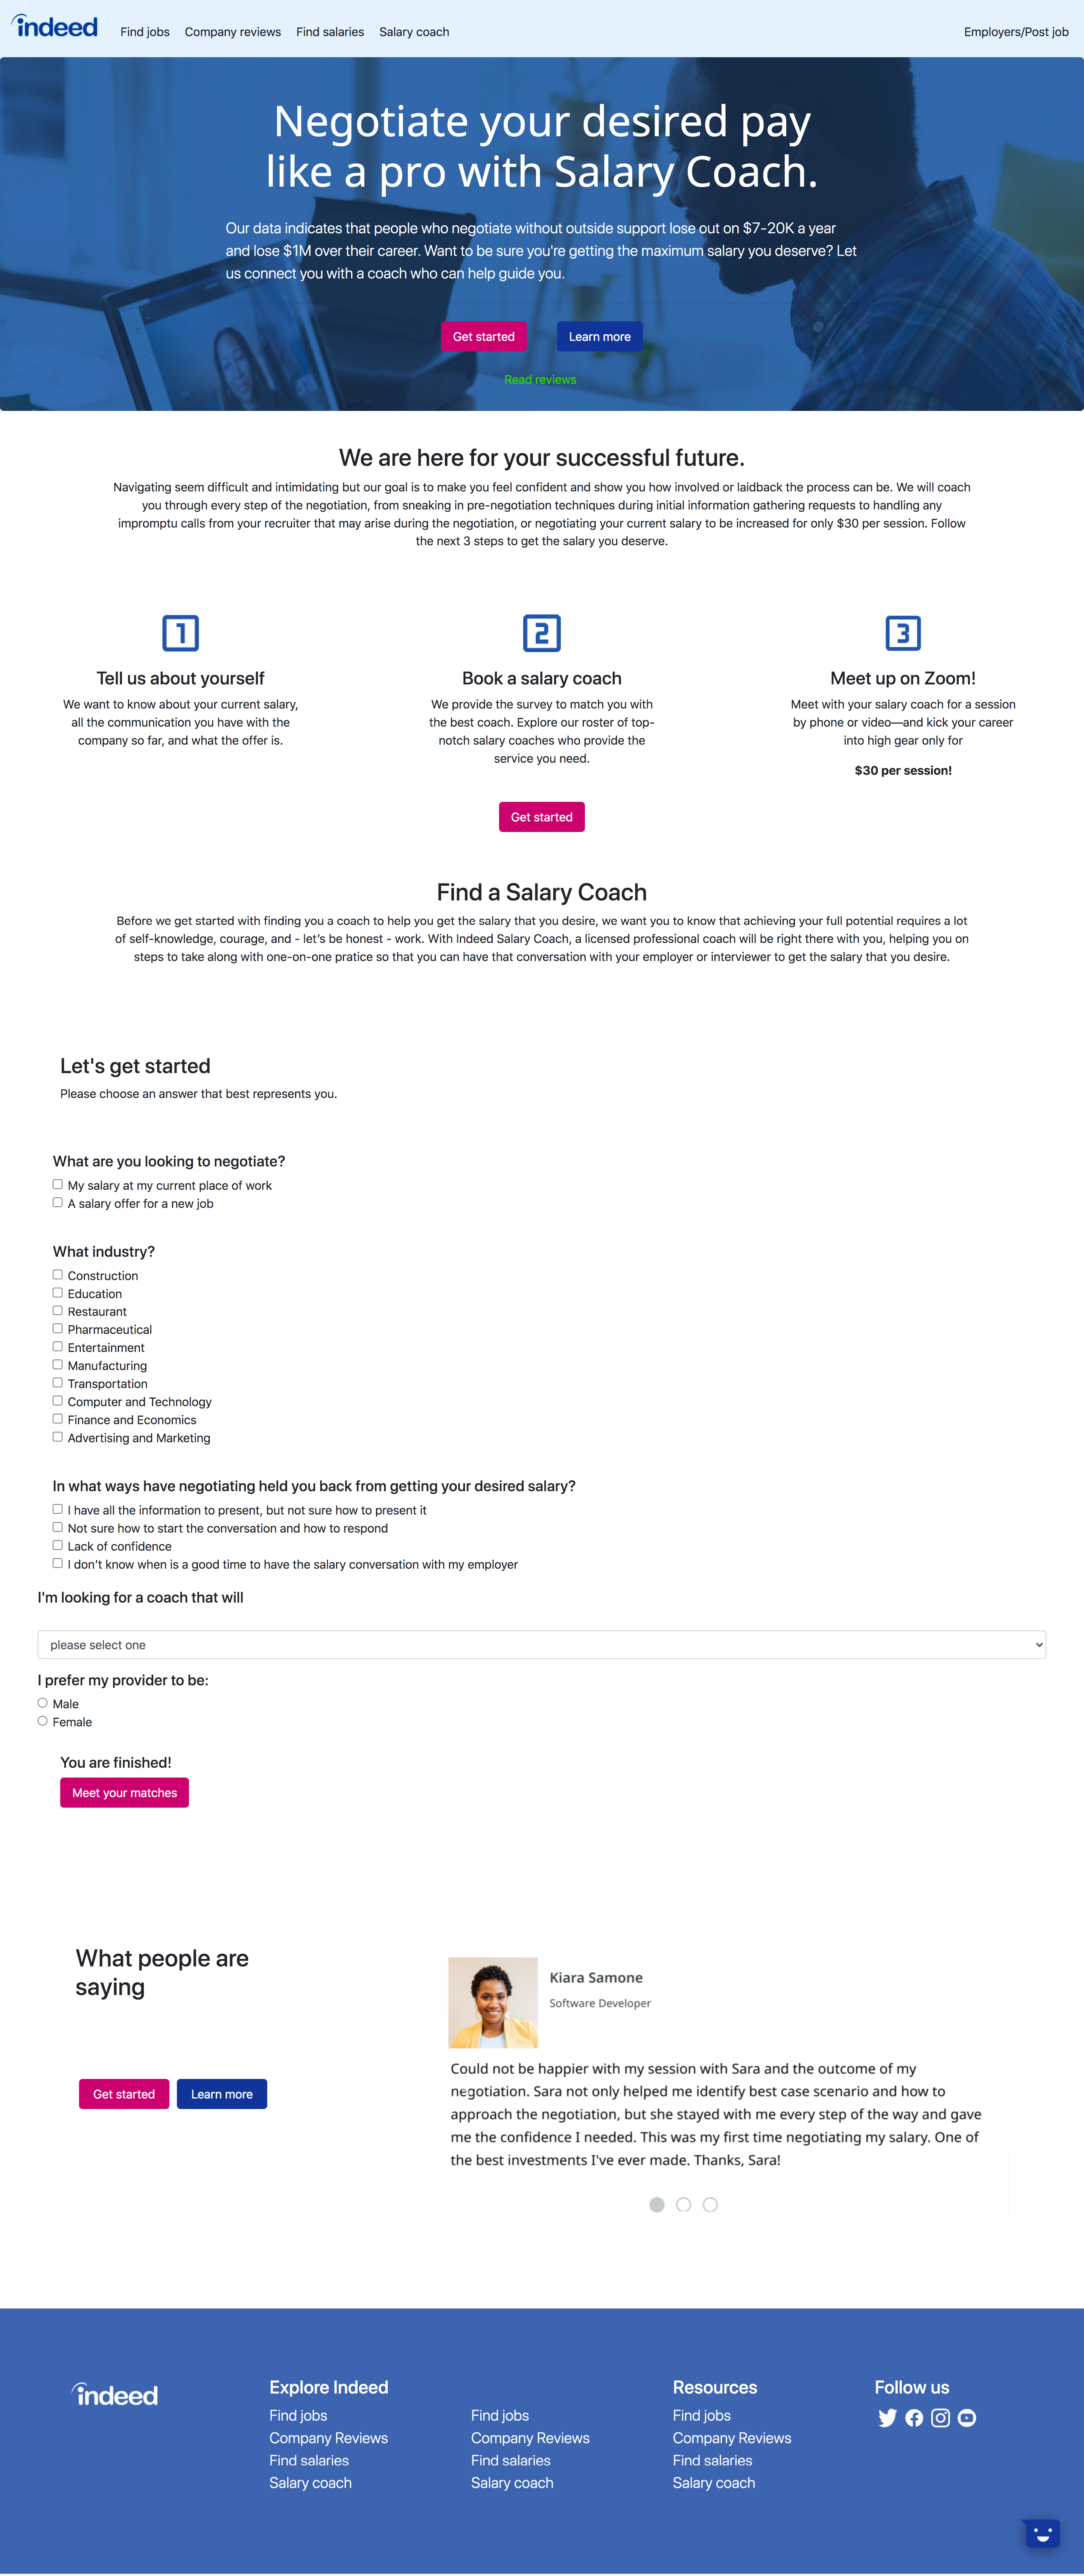 indeed
Find jobs
Company reviews
Find salaries
Salary coach
Employers/Post job
Negotiate your desired pay
like a pro with Salary Coach.
Our data indicates that people who negotiate without outside support lose out on $7-20K a year
and lose $1M over their career. Want to be sure you're getting the maximum salary you deserve? Let
us connect you with a coach who can help guide you.
Get started
Learn more
Read reviews
We are here for your successful future.
Navigating seem difficult and intimidating but our goal is to make you feel confident and show you how involved or laidback the process can be. We will coach
you through every step of the negotiation, from sneaking in pre-negotiation techniques during initial information gathering requests to handling any
impromptu calls from your recruiter that may arise during the negotiation, or negotiating your current salary to be increased for only $30 per session. Follow
the next 3 steps to get the salary you deserve.
1
Tell us about yourself
We want to know about your current salary,
all the communication you have with the
company so far, and what the offer is.
2
Book a salary coach
We provide the survey to match you with
the best coach. Explore our roster of top-
notch salary coaches who provide the
service you need.
3
Meet up on Zoom!
Meet with your salary coach for a session
by phone or video—and kick your career
into high gear only for
$30 per session!
Get started
Find a Salary Coach
Before we get started with finding you a coach to help you get the salary that you desire, we want you to know that achieving your full potential requires a lot
of self-knowledge, courage, and - let's be honest - work. With Indeed Salary Coach, a licensed professional coach will be right there with you, helping you on
steps to take along with one-on-one pratice so that you can have that conversation with your employer or interviewer to get the salary that you desire.
Let's get started
Please choose an answer that best represents you.
What are you looking to negotiate?
My salary at my current place of work
A salary offer for a new job
What industry?
Construction
Education
Restaurant
Pharmaceutical
Entertainment
Manufacturing
Transportation
Computer and Technology
Finance and Economics
Advertising and Marketing
In what ways have negotiating held you back from getting your desired salary?
I have all the information to present, but not sure how to present it
Not sure how to start the conversation and how to respond
Lack of confidence
I don't know when is a good time to have the salary conversation with my employer
I'm looking for a coach that will
please select one
I prefer my provider to be:
Male
Female
You are finished!
Meet your matches
What people are
saying
Get started
Learn more
Kiara Samone
Software Developer
Could not be happier with my session with Sara and the outcome of my
negotiation. Sara not only helped me identify best case scenario and how to
approach the negotiation, but she stayed with me every step of the way and gave
me the confidence I needed. This was my first time negotiating my salary. One of
the best investments I've ever made. Thanks, Sara!
indeed
Explore Indeed
Find jobs
Company Reviews
Find salaries
Salary coach
Find jobs
Company Reviews
Find salaries
Salary coach
Resources
Find jobs
Company Reviews
Find salaries
Salary coach
Follow us